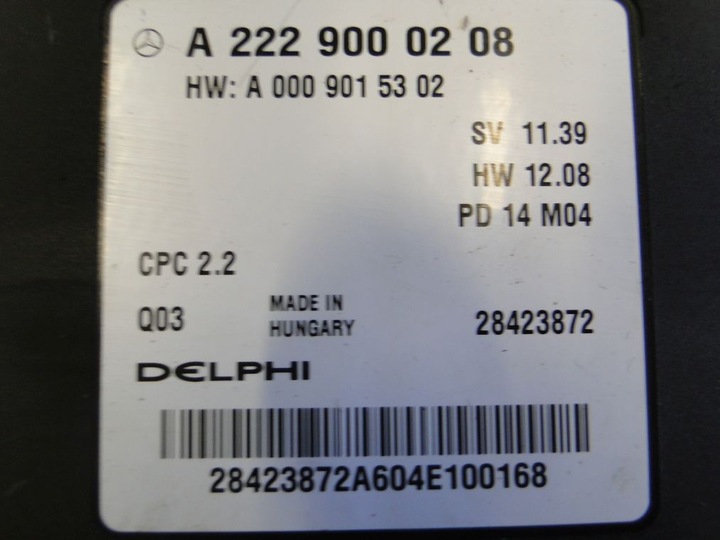 A 222 900 02 08
HW: A 000 901 53 02
SV 11.39
HW 12.08
PD 14 M04
CPC 2.2
Q03
MADE IN
HUNGARY
28423872
DELPHI
28423872A604E100168